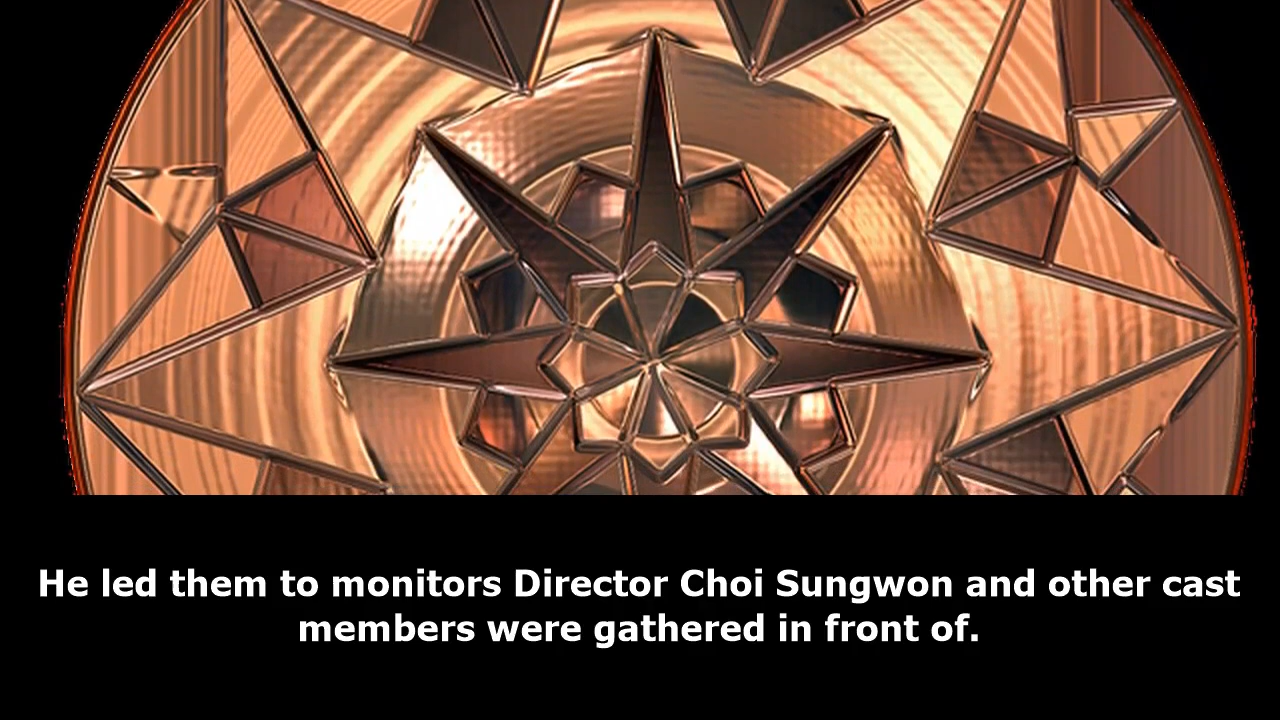 He led them to monitors Director Choi Sungwon and other cast
members were gathered in front of.